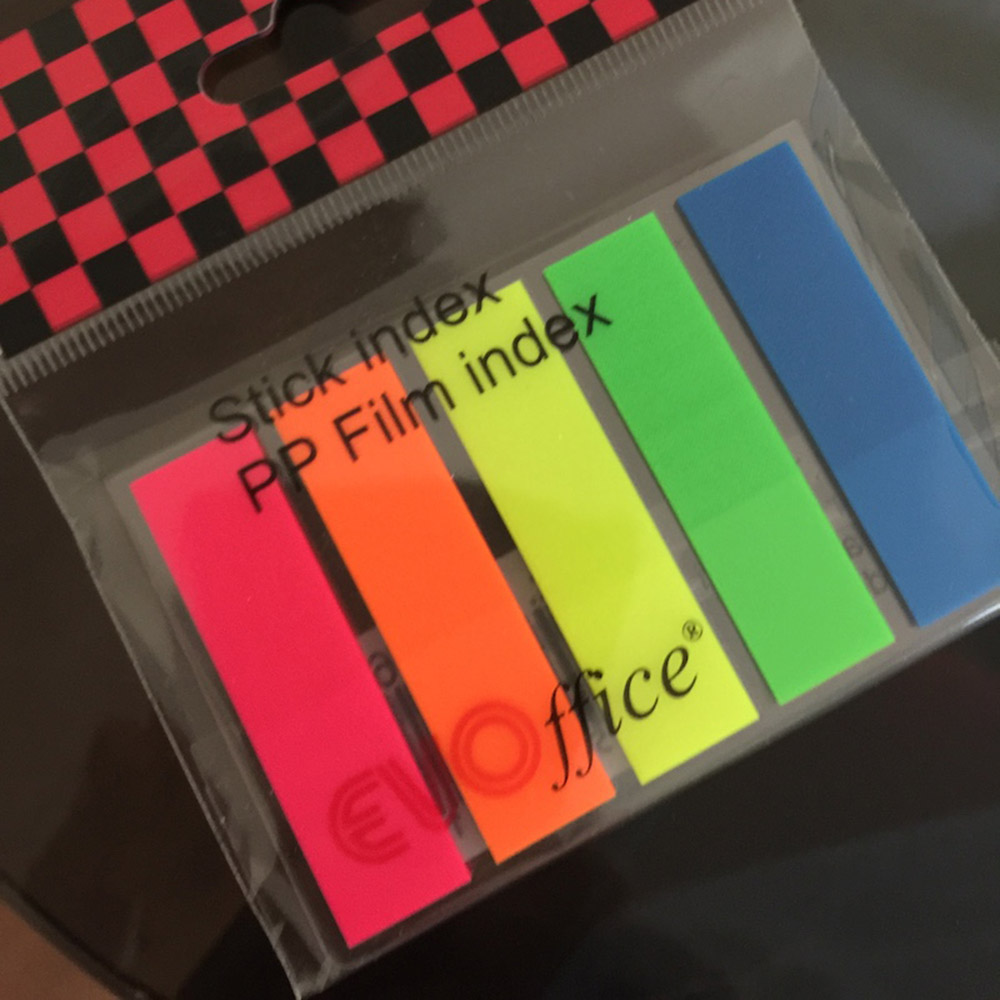 Stick index
PP Film index
EVOffice®